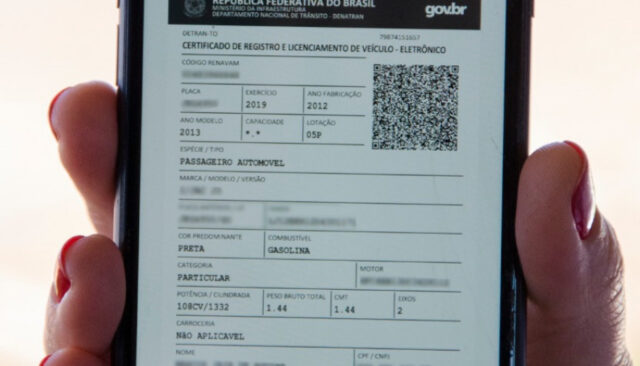 REPÚBLICA FEDERATIVA DO BRASIL
MINISTÉRIO DA INFRAESTRUTURA
DEPARTAMENTO NACIONAL DE TRÂNSITO - DENATRAN
gov.br
DETRAN-TO
79874151657
CERTIFICADO DE REGISTRO E LICENCIAMENTO DE VEÍCULO - ELETRÔNICO
CÓDIGO RENAVAM
PLACA EXERCÍCIO ANO FABRICAÇÃO
2019 2012
ANO MODELO CAPACIDADE LOTAÇÃO
2013 *.* 05P
ESPÉCIE / TIPO
PASSAGEIRO AUTOMOVEL
MARCA / MODELO / VERSÃO
COR PREDOMINANTE COMBUSTÍVEL
PRETA GASOLINA
CATEGORIA MOTOR
PARTICULAR
POTÊNCIA / CILINDRADA PESO BRUTO TOTAL CMT EIXOS
108CV/1332 1.44 1.44 2
CARROCERIA
NãO APLICAVEL
NOME CPF / CNPJ